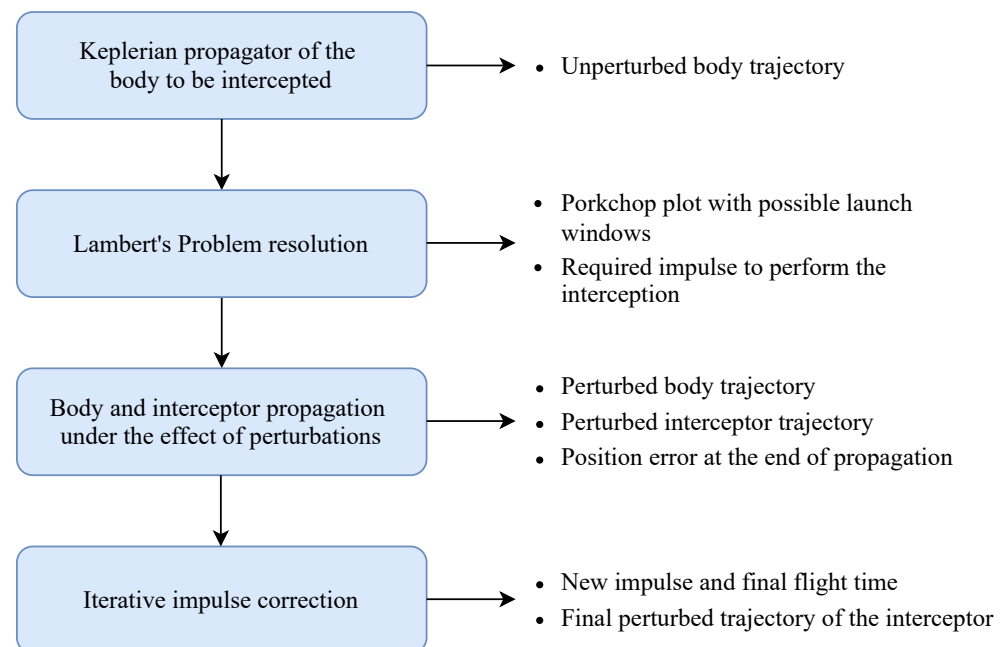 Keplerian propagator of the
body to be intercepted
• Unperturbed body trajectory
Lambert's Problem resolution
• Porkchop plot with possible launch
windows
• Required impulse to perform the
interception
Body and interceptor propagation
under the effect of perturbations
• Perturbed body trajectory
• Perturbed interceptor trajectory
• Position error at the end of propagation
Iterative impulse correction
• New impulse and final flight time
• Final perturbed trajectory of the interceptor